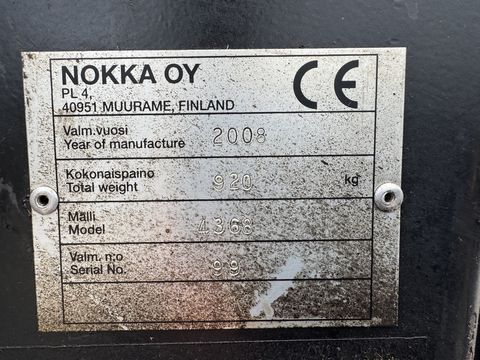 NOKKA OY CE
PL 4,
40951 MUURAME, FINLAND
Valm.vuosi
Year of manufacture 2008
Kokonaispaino
Total weight 920 kg
Malli
Model 4368
Valm. n:o
Serial No. 99